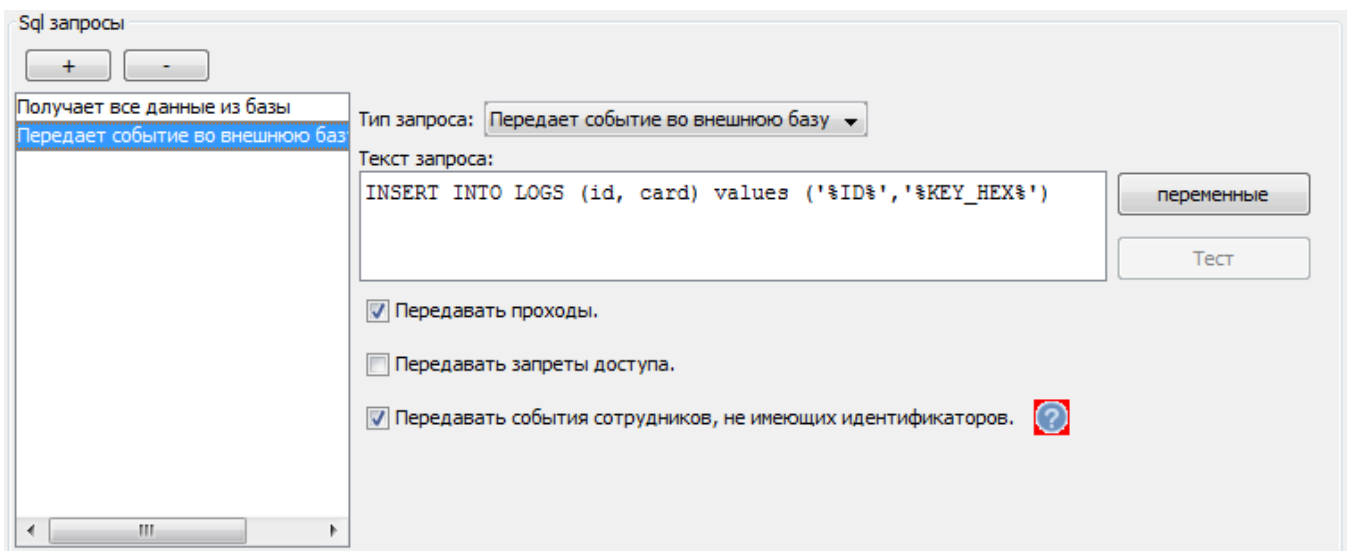 Sql запросы
+ -
Получает все данные из базы
Передает событие во внешнюю баз
Тип запроса: Передает событие во внешнюю базу
Текст запроса:
INSERT INTO LOGS (id, card) values ('%ID%','%KEY_HEX%')
переменные
Тест
Передавать проходы.
Передавать запреты доступа.
Передавать события сотрудников, не имеющих идентификаторов. ?